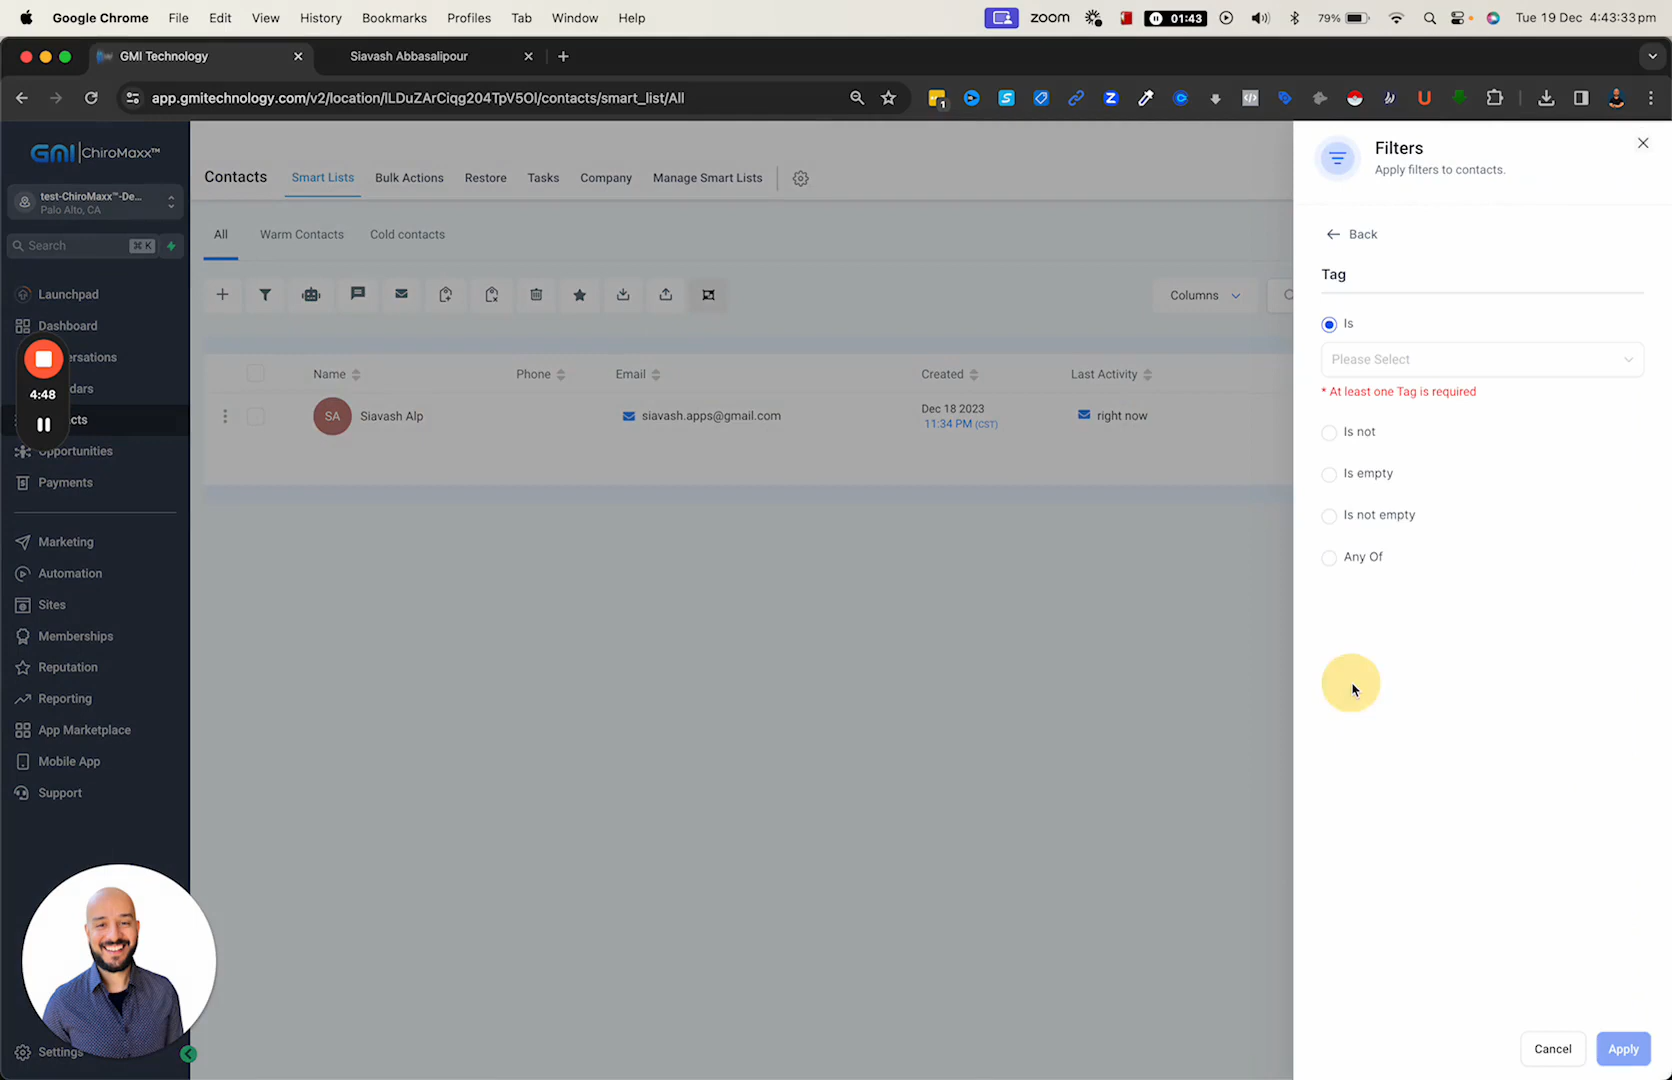 Google Chrome File Edit View History Bookmarks Profiles Tab Window Help
zoom 01:43 79% Tue 19 Dec 4:43:33 pm
GMI Technology
Siavash Abbasalipour
app.gmitechnology.com/v2/location/lLDuZArCiqg204TpV5Ol/contacts/smart_list/All
GMI ChiroMaxx™
test-ChiroMaxx™-De...
Palo Alto, CA
Search ⌘ K
Launchpad
Dashboard
ersations
dars
4:48
cts
Opportunities
Payments
Marketing
Automation
Sites
Memberships
Reputation
Reporting
App Marketplace
Mobile App
Support
Settings
Contacts Smart Lists Bulk Actions Restore Tasks Company Manage Smart Lists
All Warm Contacts Cold contacts
Columns
Name Phone Email Created Last Activity
SA Siavash Alp siavash.apps@gmail.com Dec 18 2023 right now
11:34 PM (CST)
Filters
Apply filters to contacts.
Back
Tag
Is
Please Select
* At least one Tag is required
Is not
Is empty
Is not empty
Any Of
Cancel Apply